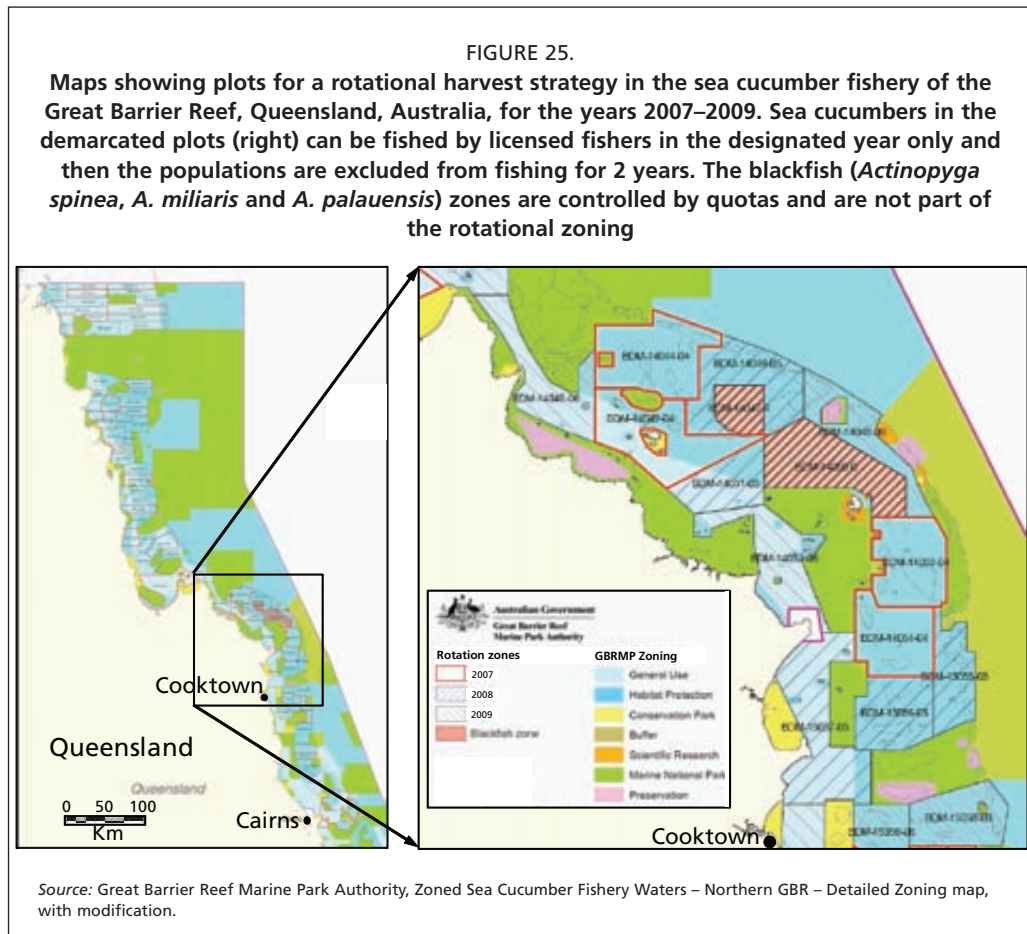 FIGURE 25.
Maps showing plots for a rotational harvest strategy in the sea cucumber fishery of the
Great Barrier Reef, Queensland, Australia, for the years 2007–2009. Sea cucumbers in the
demarcated plots (right) can be fished by licensed fishers in the designated year only and
then the populations are excluded from fishing for 2 years. The blackfish (Actinopyga
spinea, A. miliaris and A. palauensis) zones are controlled by quotas and are not part of
the rotational zoning
Cooktown
Queensland
Queensland
0 50 100
Km
Cairns
BDM-14044-04
Australian Government
Great Barrier Reef
Marine Park Authority
Rotation zones
2007
2008
2009
Blackfish zone
GBRMP Zoning
General Use
Habitat Protection
Conservation Park
Buffer
Scientific Research
Marine National Park
Preservation
Cooktown
Source: Great Barrier Reef Marine Park Authority, Zoned Sea Cucumber Fishery Waters – Northern GBR – Detailed Zoning map,
with modification.